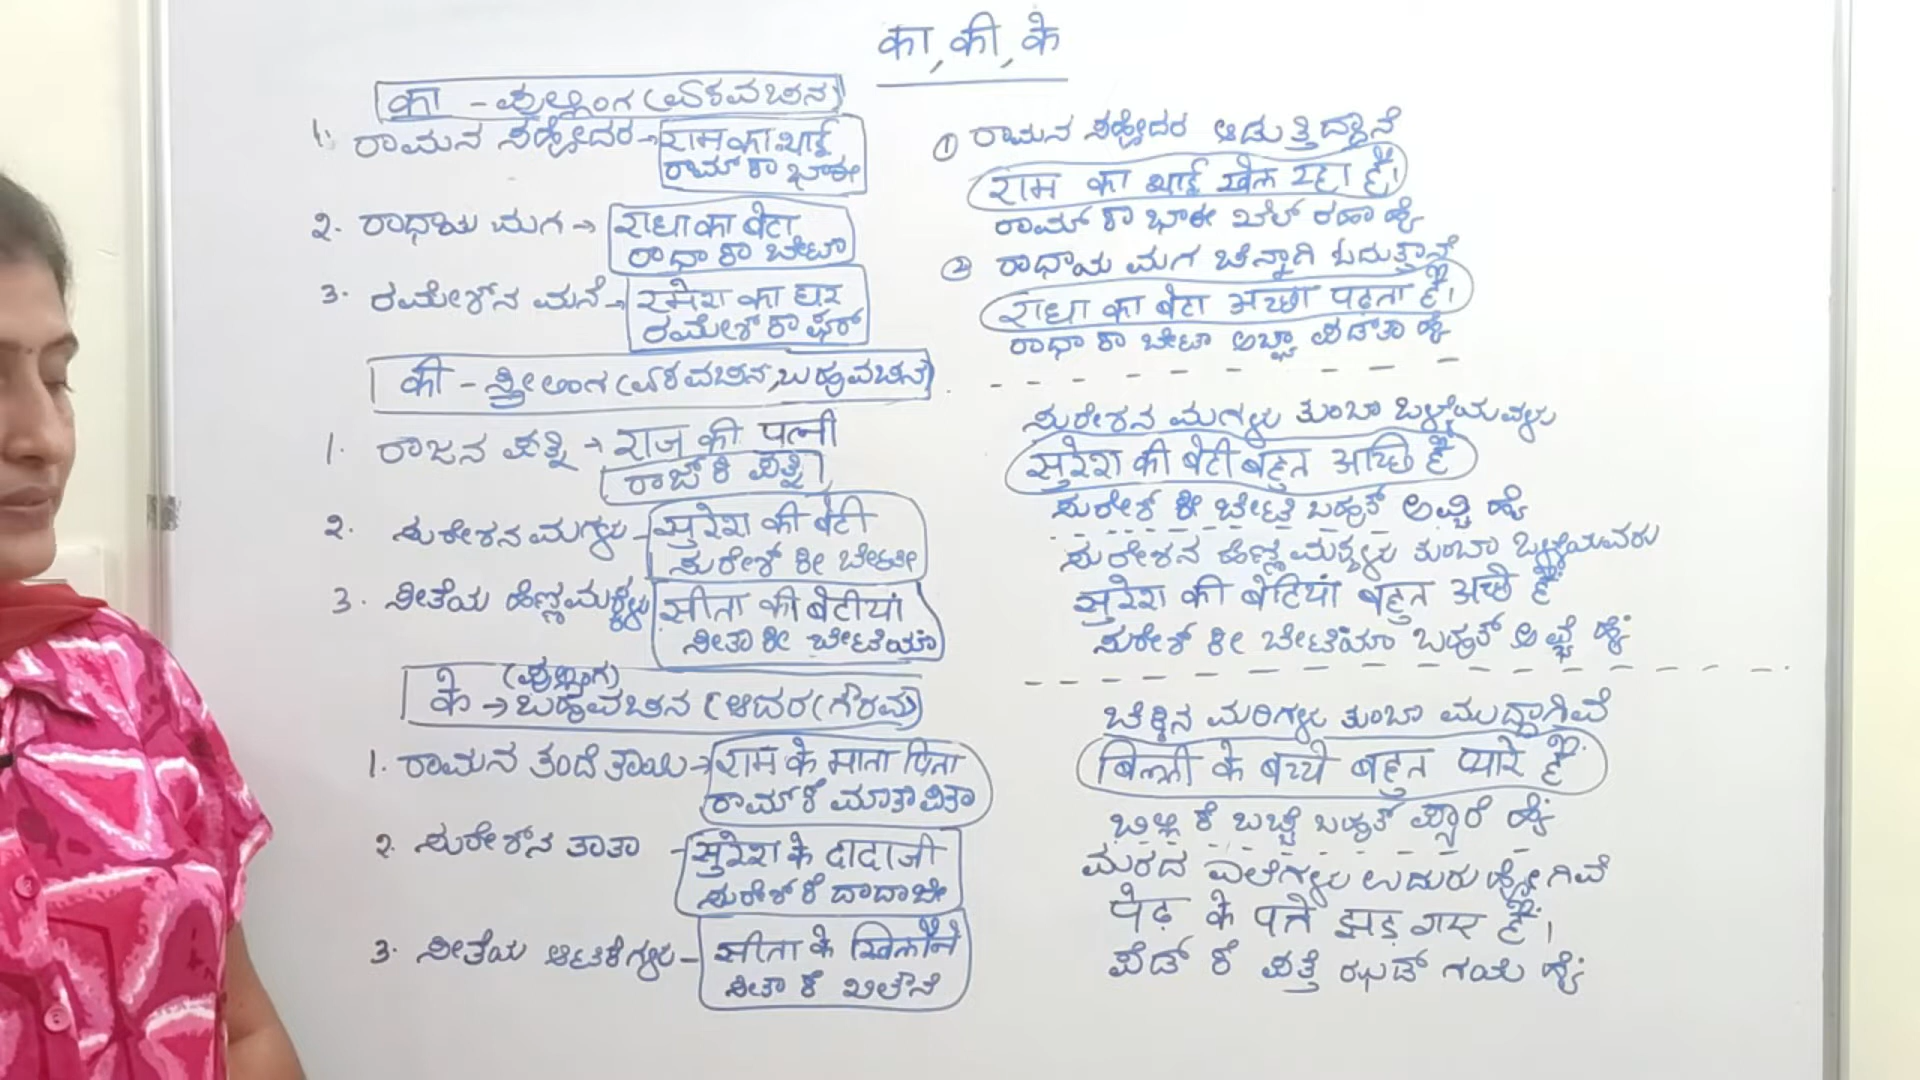 का, की, के
का - ಪುಲ್ಲಿಂಗ (ಏಕವಚನ)
1. ರಾಮನ ಸಹೋದರ → राम का भाई
ರಾಮ್ ಕಾ ಭಾಈ
2. ರಾಧಾಯ ಮಗ → राधा का बेटा
ರಾಧಾ ಕಾ ಬೇಟಾ
3. ರಮೇಶ್‌ನ ಮನೆ → रमेश का घर
ರಮೇಶ್ ಕಾ ಘರ್
की - ಸ್ತ್ರೀಲಿಂಗ (ಏಕವಚನ, ಬಹುವಚನ)
1. ರಾಜನ ಪತ್ನಿ → राज की पत्नी
ರಾಜ್ ಕಿ ಪತ್ನಿ
2. ಸುರೇಶನ ಮಗಳು - सुरेश की बेटी
ಸುರೇಶ್ ಕೀ ಬೇಟೀ
3. ಸೀತೆಯ ಹೆಣ್ಣುಮಕ್ಕಳು सीता की बेटीयां
ಸೀತಾ ಕೀ ಬೇಟಿಯಾಂ
(ಪುಲ್ಲಿಂಗ)
के → ಬಹುವಚನ (ಆದರ (ಗೌರವ)
1. ರಾಮನ ತಂದೆ ತಾಯಿ → राम के माता पिता
ರಾಮ್ ಕೆ ಮಾತಾ ಪಿತಾ
2. ಸುರೇಶ್‌ನ ತಾತಾ - सुरेश के दादाजी
ಸುರೇಶ್ ಕೆ ದಾದಾಜೀ
3. ಸೀತೆಯ ಆಟಿಕೆಗಳು - सीता के खिलौने
ಸೀತಾ ಕೆ ಖಿಲೌನೆ
① ರಾಮನ ಸಹೋದರ ಆಡುತ್ತಿದ್ದಾನೆ
राम का भाई खेल रहा है।
ರಾಮ್ ಕಾ ಭಾಈ ಖೇಲ್ ರಹಾ ಹೈ
② ರಾಧಾಯ ಮಗ ಚೆನ್ನಾಗಿ ಓದುತ್ತಾನೆ
राधा का बेटा अच्छा पढ़ता है।
ರಾಧಾ ಕಾ ಬೇಟಾ ಅಚ್ಛಾ ಪಡ್‌ತಾ ಹೈ
ಸುರೇಶನ ಮಗಳು ತುಂಬಾ ಒಳ್ಳೆಯವಳು
सुरेश की बेटी बहुत अच्छि है
ಸುರೇಶ್ ಕೀ ಬೇಟಿ ಬಹುತ್ ಅಚ್ಛಿ ಹೈ
ಸುರೇಶನ ಹೆಣ್ಣುಮಕ್ಕಳು ತುಂಬಾ ಒಳ್ಳೆಯವರು
सुरेश की बेटियां बहुत अच्छे हैं
ಸುರೇಶ್ ಕೀ ಬೇಟಿಯಾಂ ಬಹುತ್ ಅಚ್ಛೆ ಹೈಂ
ಬೆಕ್ಕಿನ ಮರಿಗಳು ತುಂಬಾ ಮುದ್ದಾಗಿವೆ
बिल्ली के बच्चे बहुत प्यारे हैं
ಬಿಲ್ಲಿ ಕೆ ಬಚ್ಚೆ ಬಹುತ್ ಪ್ಯಾರೆ ಹೈಂ
ಮರದ ಎಲೆಗಳು ಉದುರು ಹೋಗಿವೆ
पेढ़ के पत्ते झड़ गए हैं।
ಪೆಡ್ ಕೆ ಪತ್ತೆ ಝಡ್ ಗಯೆ ಹೈಂ